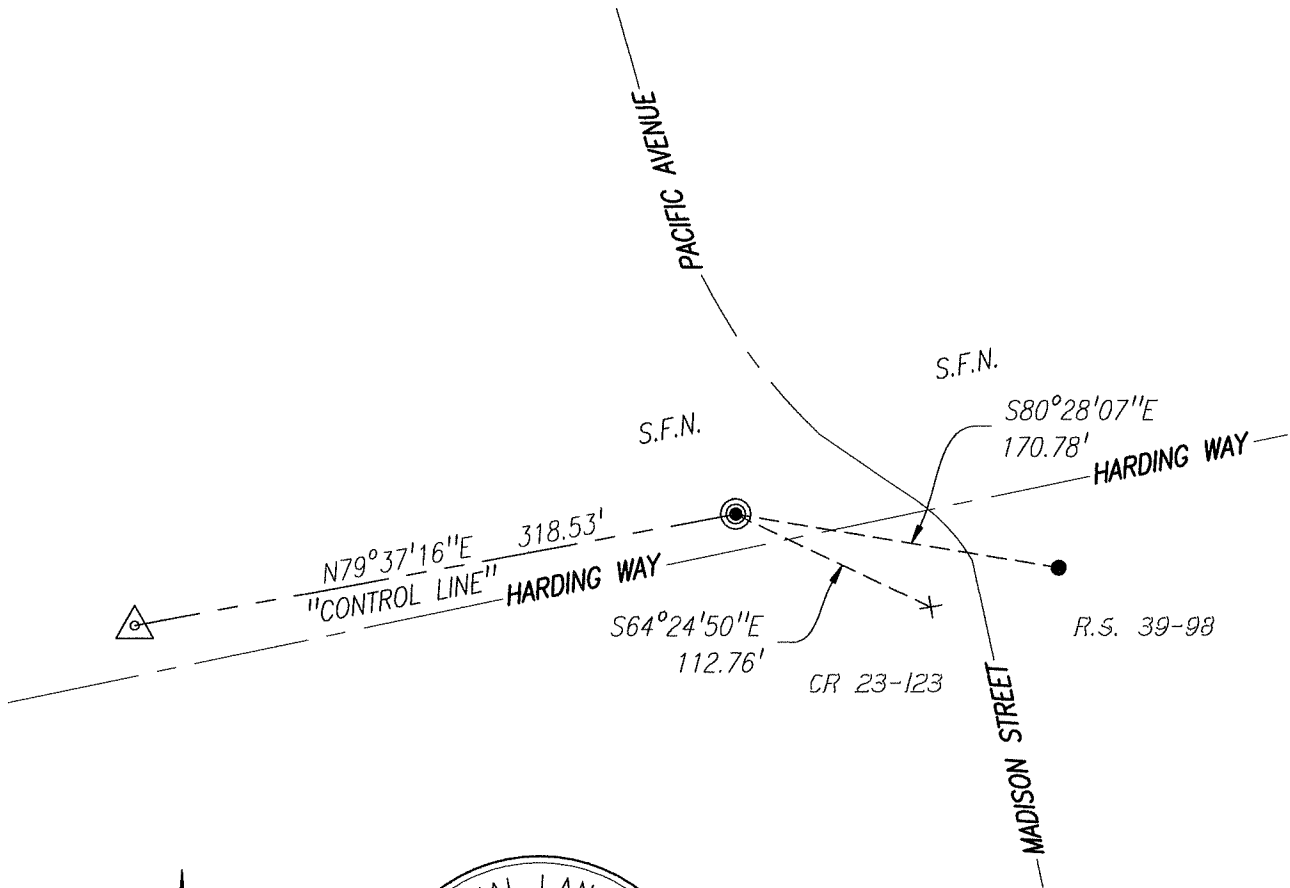 PACIFIC AVENUE
S.F.N.
S80°28'07"E
170.78'
HARDING WAY
S.F.N.
N79°37'16"E 318.53'
"CONTROL LINE"
HARDING WAY
S64°24'50"E
112.76'
CR 23-123
R.S. 39-98
MADISON STREET